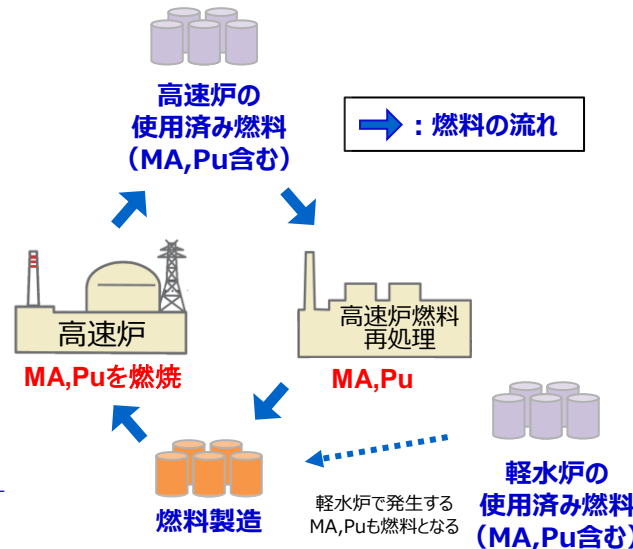 高速炉の
使用済み燃料
（MA,Pu含む）
：燃料の流れ
高速炉
MA,Puを燃焼
高速炉燃料
再処理
MA,Pu
燃料製造
軽水炉で発生する
MA,Puも燃料となる
軽水炉の
使用済み燃料
（MA,Pu含む）